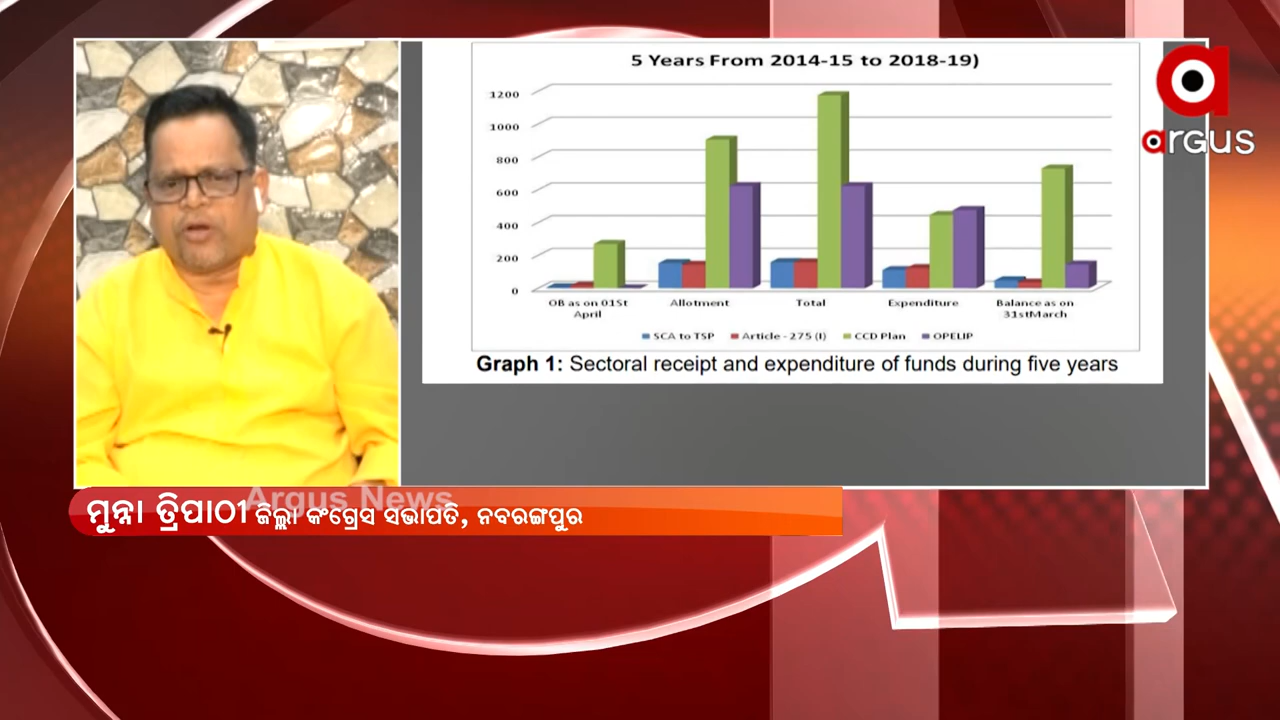 5 Years From 2014-15 to 2018-19)
1200
1000
800
600
400
200
0
OB as on 01St
April
Allotment
Total
Expenditure
Balance as on
31stMarch
SCA to TSP Article - 275 (I) CCD Plan OPELIP
Graph 1: Sectoral receipt and expenditure of funds during five years
argus
Argus News
ମୁନ୍ନା ତ୍ରିପାଠୀ ଜିଲ୍ଲା କଂଗ୍ରେସ ସଭାପତି, ନବରଙ୍ଗପୁର